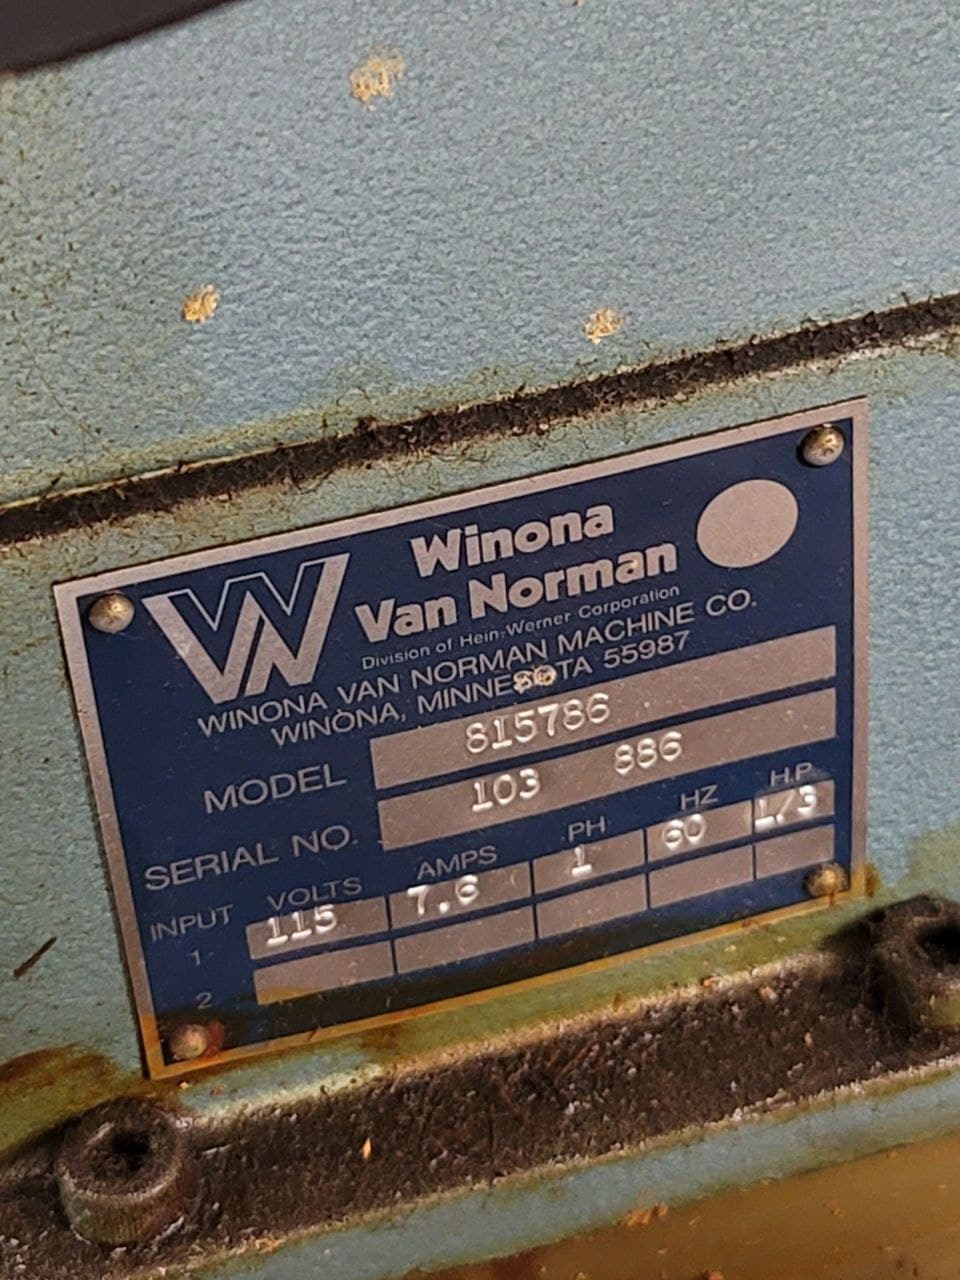 W
Winona
Van Norman
Division of Hein-Werner Corporation
WINONA VAN NORMAN MACHINE CO.
WINONA, MINNESOTA 55987
MODEL 815786
SERIAL NO. 103 886
INPUT VOLTS AMPS PH HZ H.P.
1 115 7.6 1 60 1/3
2